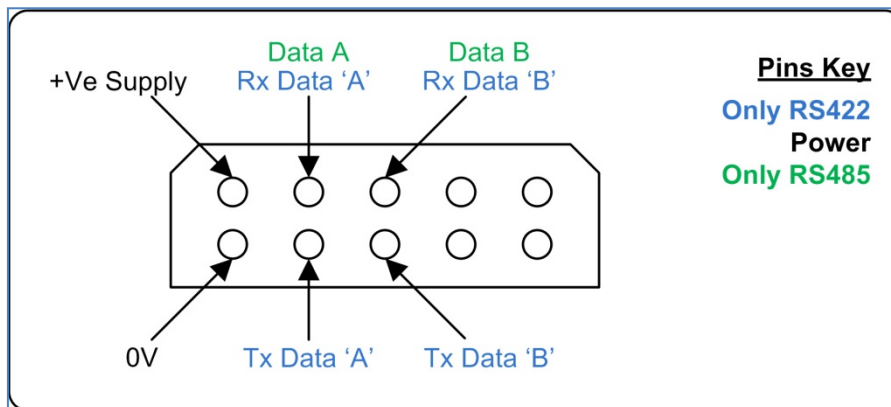 Data A
Data B
+Ve Supply
Rx Data ‘A’
Rx Data ‘B’
Pins Key
Only RS422
Power
Only RS485
0V
Tx Data ‘A’
Tx Data ‘B’